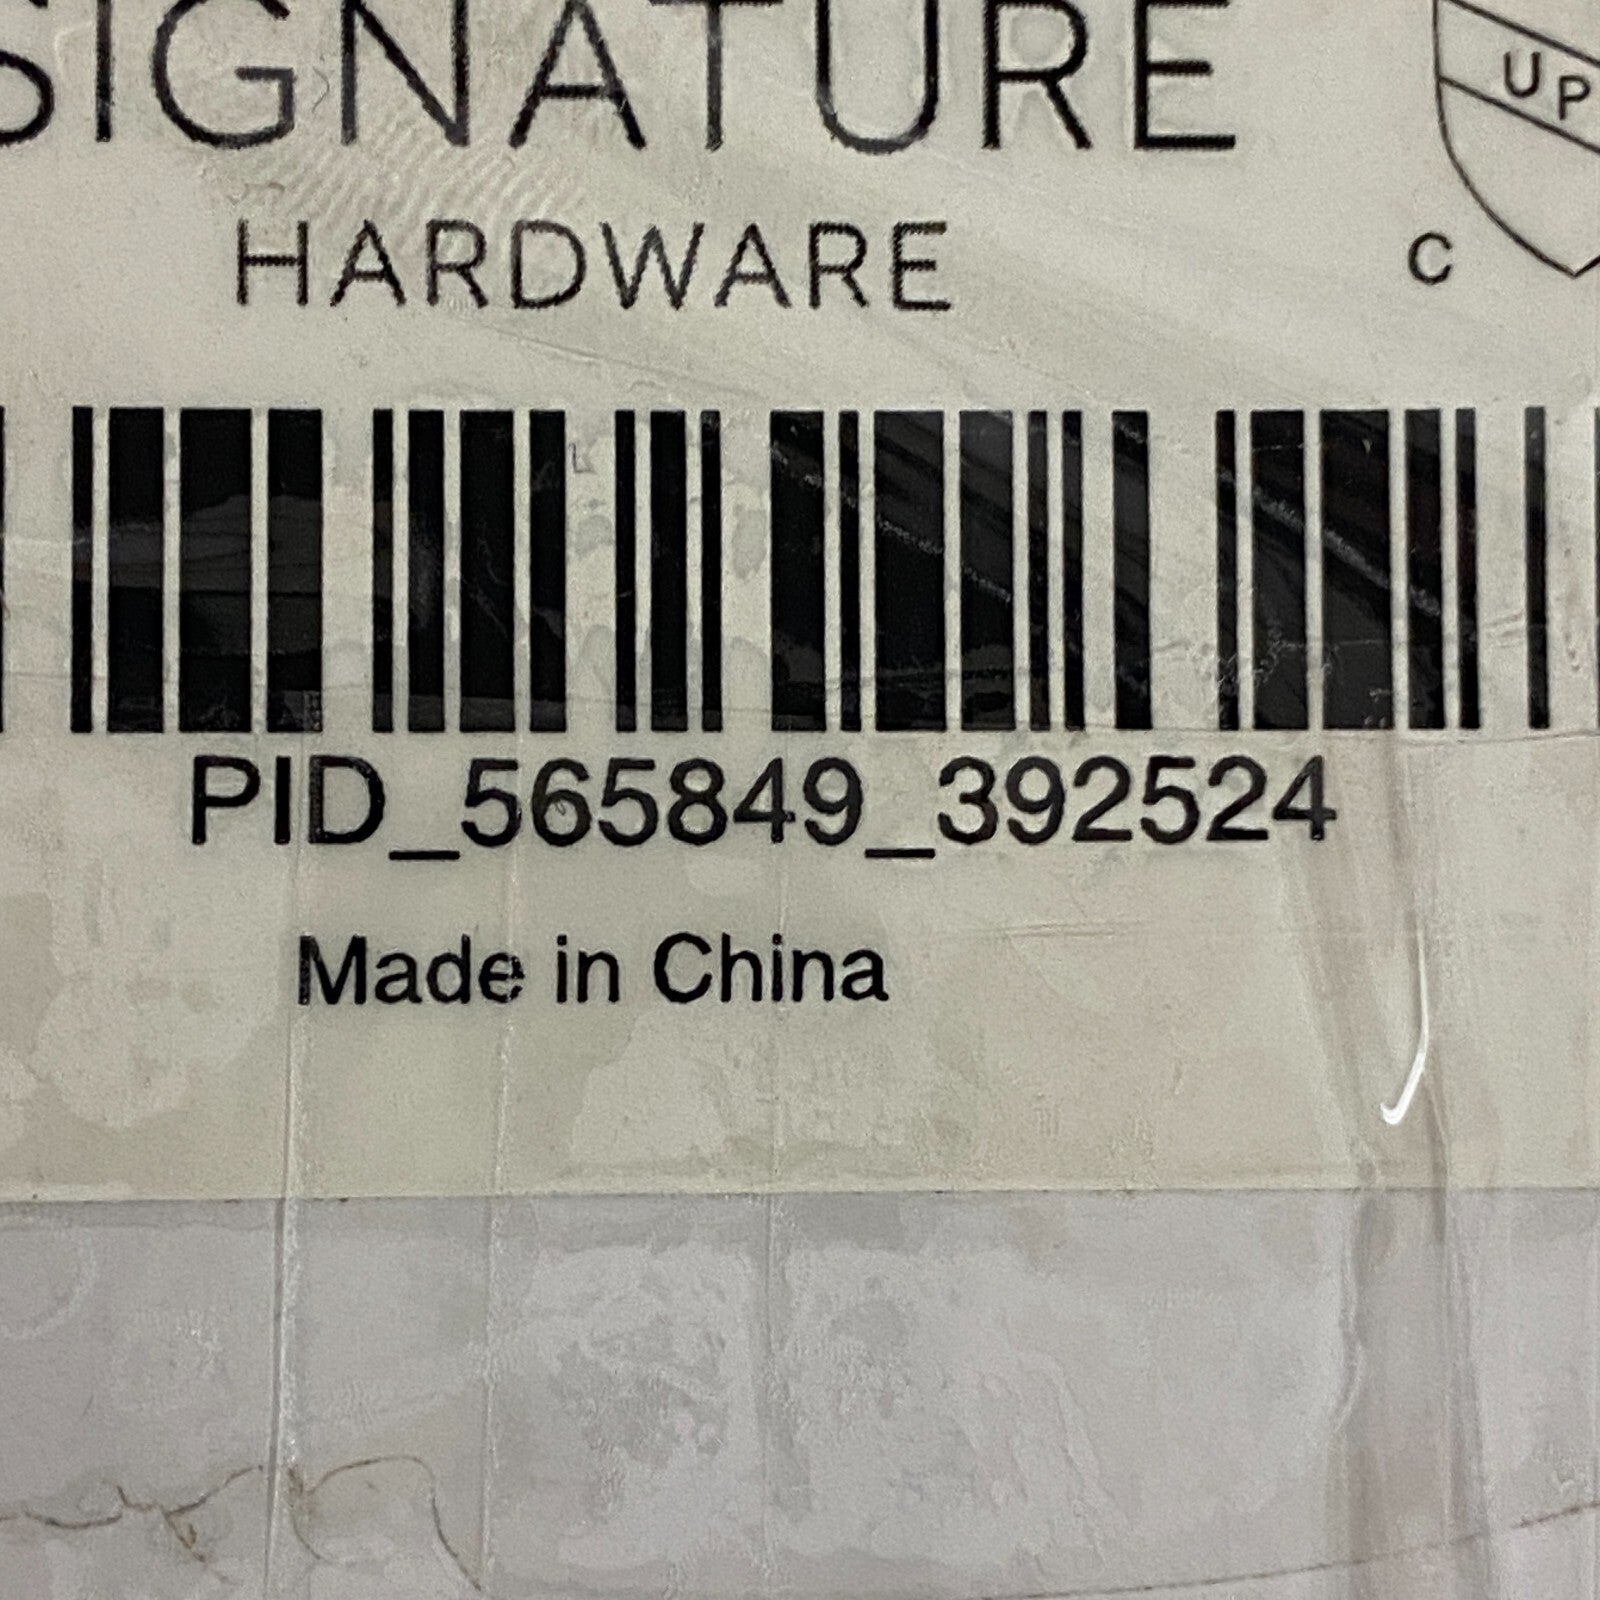 SIGNATURE
HARDWARE
UP
C
PID_565849_392524
Made in China